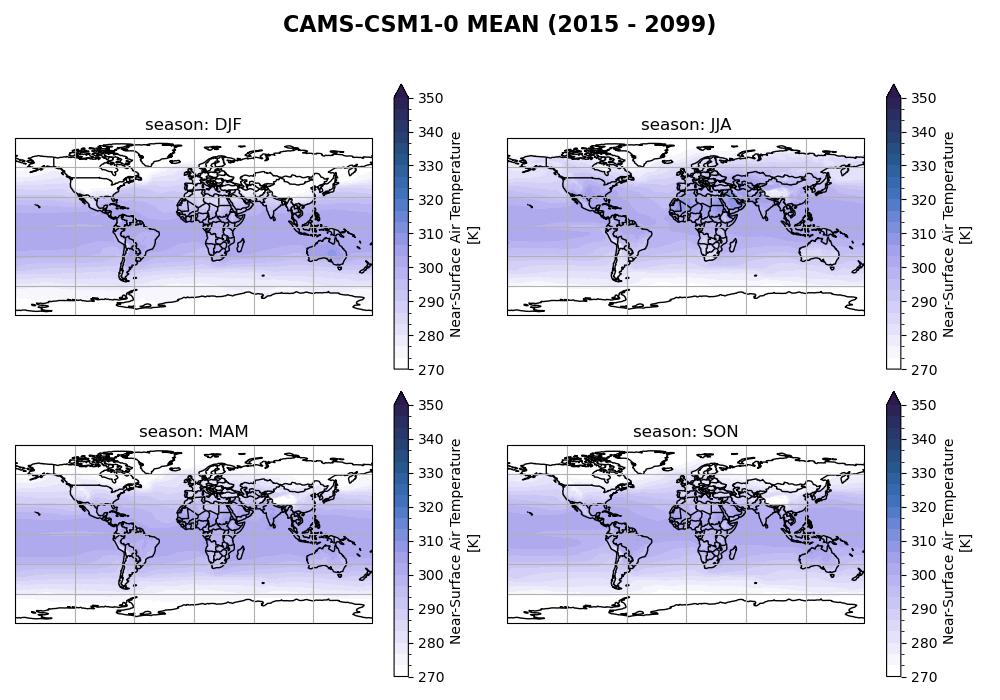 CAMS-CSM1-0 MEAN (2015 - 2099)
season: DJF
350
340
330
320
310
300
290
280
270
Near-Surface Air Temperature
[K]
season: JJA
350
340
330
320
310
300
290
280
270
Near-Surface Air Temperature
[K]
season: MAM
350
340
330
320
310
300
290
280
270
Near-Surface Air Temperature
[K]
season: SON
350
340
330
320
310
300
290
280
270
Near-Surface Air Temperature
[K]